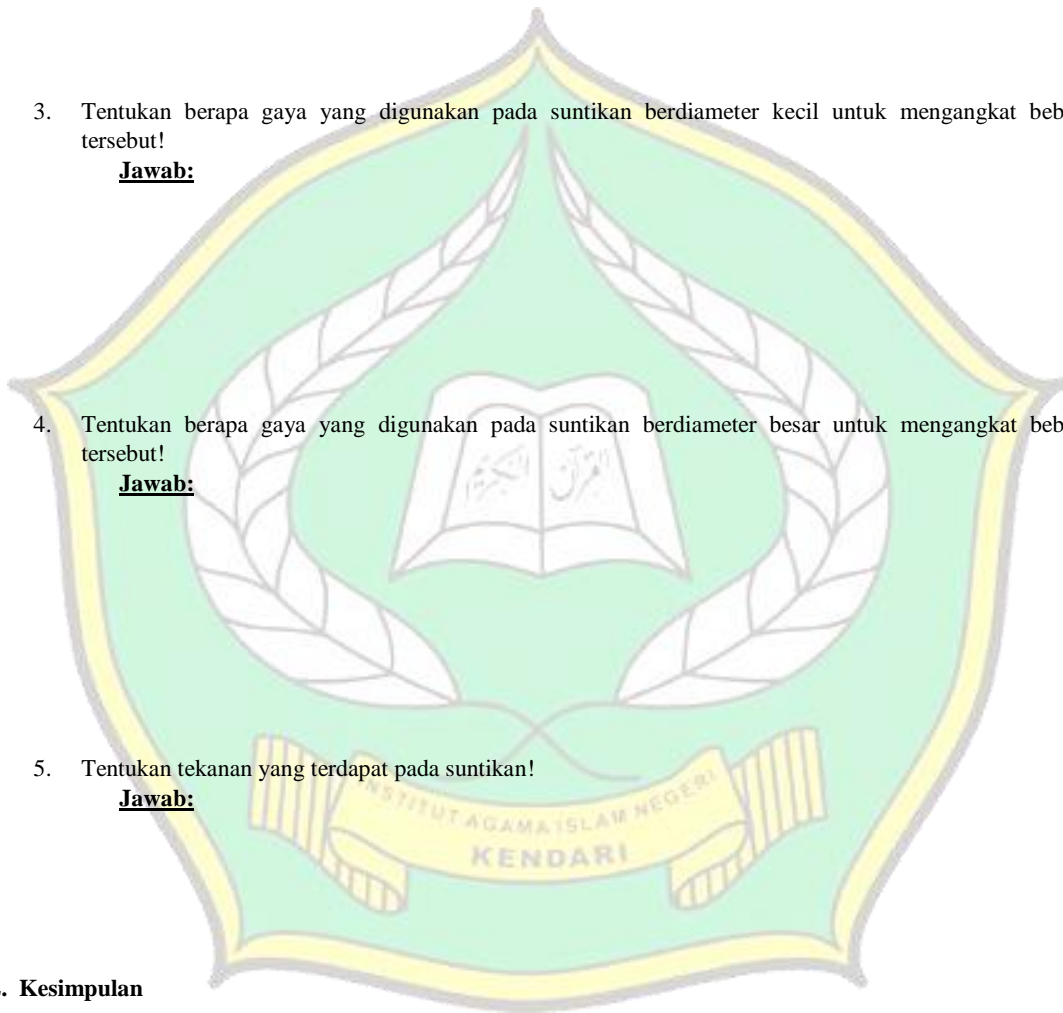 3. Tentukan berapa gaya yang digunakan pada suntikan berdiameter kecil untuk mengangkat beb
tersebut!
Jawab:
4. Tentukan berapa gaya yang digunakan pada suntikan berdiameter besar untuk mengangkat beb
tersebut!
Jawab:
القرآن الكريم
5. Tentukan tekanan yang terdapat pada suntikan!
Jawab:
INSTITUT AGAMA ISLAM NEGERI
KENDARI
. Kesimpulan